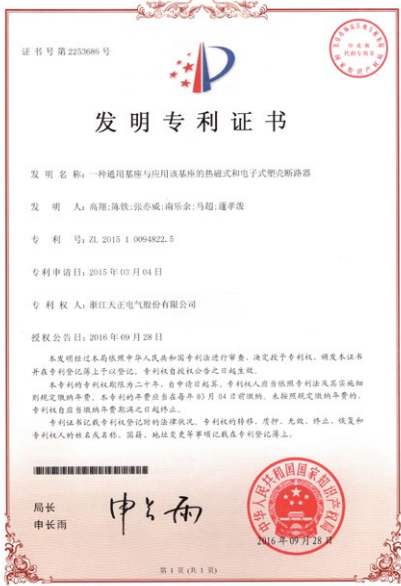 证书号第2253686号
发明专利证书
发明名称：一种通用基座与应用该基座的热磁式和电子式塑壳断路器
发明人：高翔;陈铁;张亦威;南乐余;马超;蘧孝波
专利号：ZL 2015 1 0094822.5
专利申请日：2015年03月04日
专利权人：浙江天正电气股份有限公司
授权公告日：2016年09月28日
本发明经过本局依照中华人民共和国专利法进行审查，决定授予专利权，颁发本证书
并在专利登记簿上予以登记。专利权自授权公告之日起生效。
本专利的专利权期限为二十年，自申请日起算。专利权人应当依照专利法及其实施细
则规定缴纳年费。本专利的年费应当在每年03月04日前缴纳。未按照规定缴纳年费的，
专利权自应当缴纳年费期满之日起终止。
专利证书记载专利权登记时的法律状况。专利权的转移、质押、无效、终止、恢复和
专利权人的姓名或名称、国籍、地址变更等事项记载在专利登记簿上。
局长
申长雨
申长雨
中华人民共和国国家知识产权局
2016年09月28日
第1页(共1页)